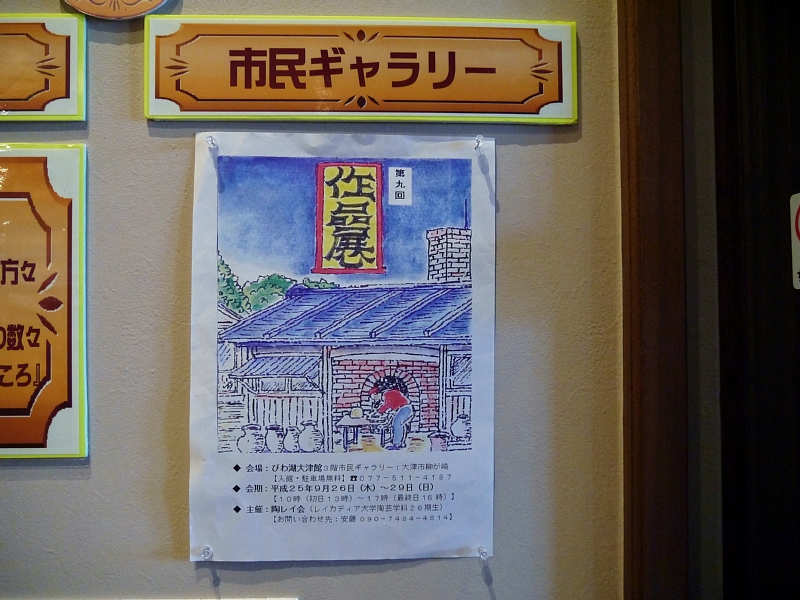 市民ギャラリー
作品展
第九回
方々
数々
ころ』
◆ 会場：びわ湖大津館３階市民ギャラリー：大津市柳が崎
【入館・駐車場無料】☎０７７－５１１－４１８７
◆ 会期：平成２５年９月２６日（木）～２９日（日）
【１０時（初日１３時）～１７時（最終日１６時）】
◆ 主催：陶レイ会（レイカディア大学陶芸学科２６期生）
【お問い合わせ先：安藤 ０９０－７４８４－４６１４】